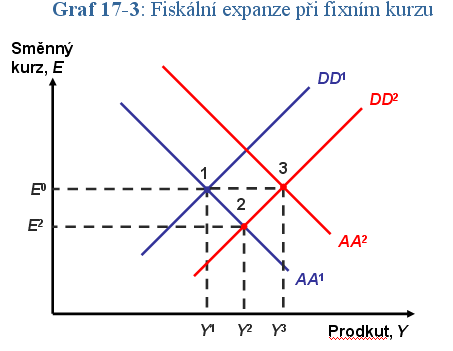 Graf 17-3: Fiskální expanze při fixním kurzu
Směnný
kurz, E
DD¹
DD²
1
3
E⁰
2
E²
AA²
AA¹
Y¹ Y² Y³
Prodkut, Y